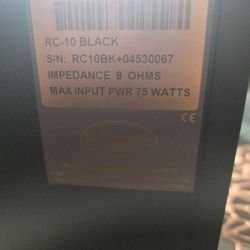 RC-10 BLACK
S/N: RC10BK+04530067
IMPEDANCE 8 OHMS
MAX INPUT PWR 75 WATTS
CE